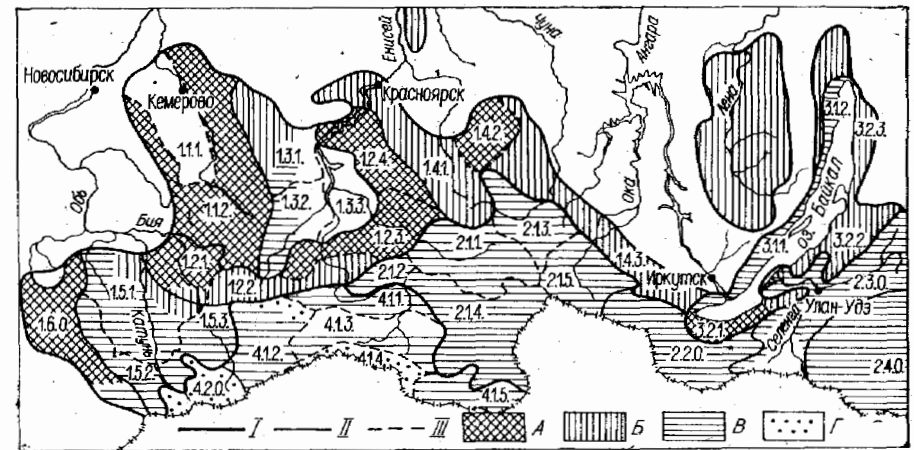 Новосибирск
Кемерово
Енисей
Красноярск
Чуна
Ангара
Лена
Ока
Обь
Бия
Катунь
оз. Байкал
Иркутск
Селенга
Улан-Удэ
1.1.1.
1.1.2.
1.3.1.
1.3.2.
1.3.3.
1.2.4.
1.4.2.
1.4.1.
1.2.3.
1.2.1.
1.2.2.
2.1.1.
2.1.3.
2.1.2.
2.1.5.
2.1.4.
1.4.3.
3.1.2.
3.2.3.
3.1.1.
3.2.2.
2.3.0.
3.2.1.
2.2.0.
2.4.0.
1.6.0.
1.5.1.
1.5.3.
1.5.2.
4.1.1.
4.1.3.
4.1.2.
4.1.4.
4.2.0.
4.1.5.
I II III А Б В Г